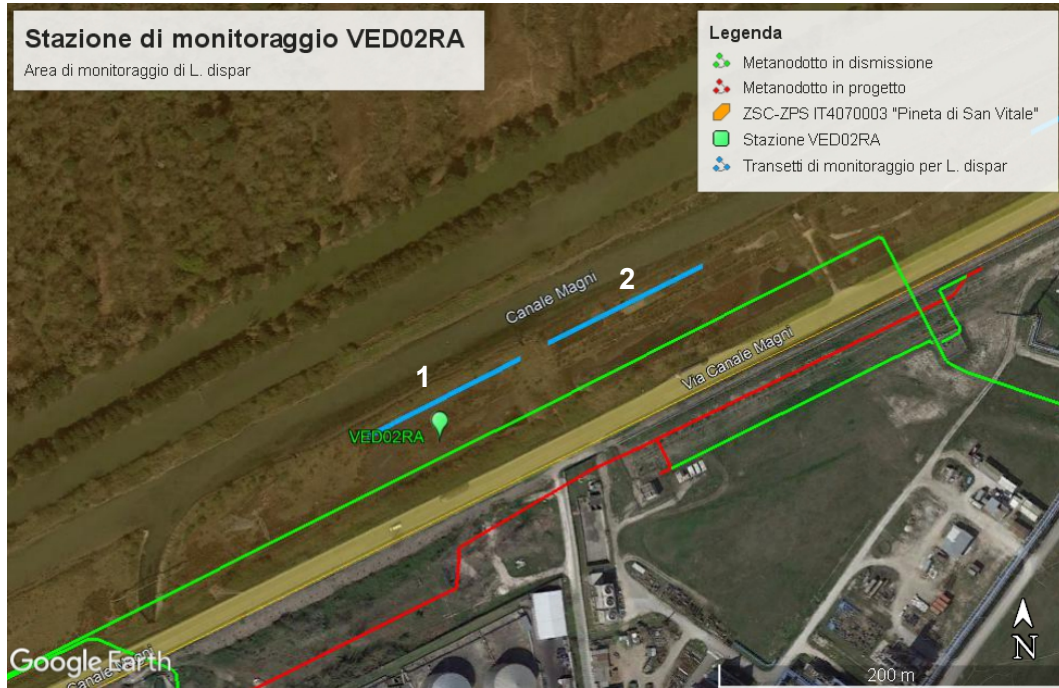 Stazione di monitoraggio VED02RA
Area di monitoraggio di L. dispar
Legenda
Metanodotto in dismissione
Metanodotto in progetto
ZSC-ZPS IT4070003 "Pineta di San Vitale"
Stazione VED02RA
Transetti di monitoraggio per L. dispar
Canale Magni
2
1
Via Canale Magni
VED02RA
Canale Magni
Google Earth
200 m
N